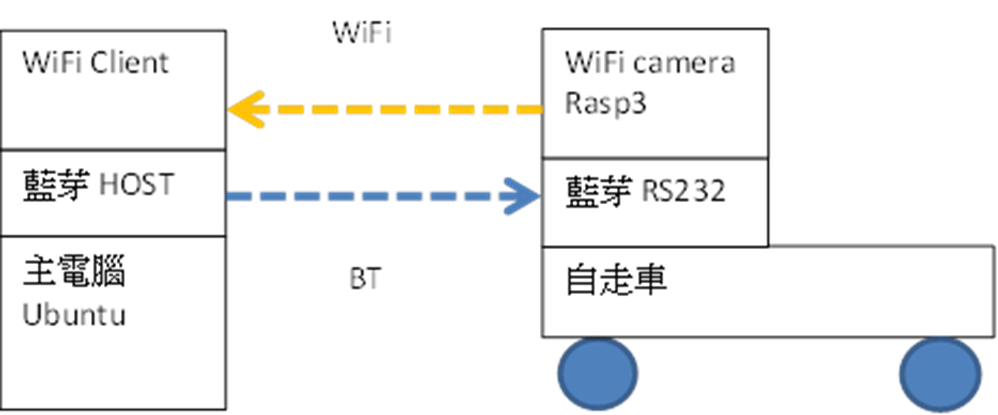 WiFi Client
藍芽 HOST
主電腦
Ubuntu
WiFi
BT
WiFi camera
Rasp3
藍芽 RS232
自走車